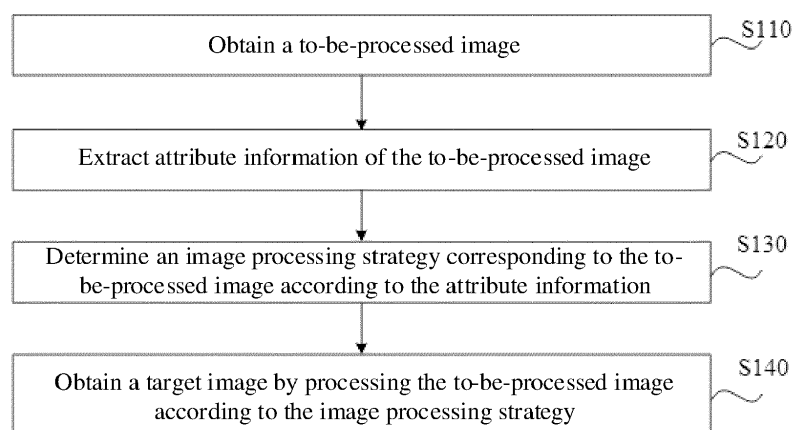 Obtain a to-be-processed image
S110
Extract attribute information of the to-be-processed image
S120
Determine an image processing strategy corresponding to the to-
be-processed image according to the attribute information
S130
Obtain a target image by processing the to-be-processed image
according to the image processing strategy
S140